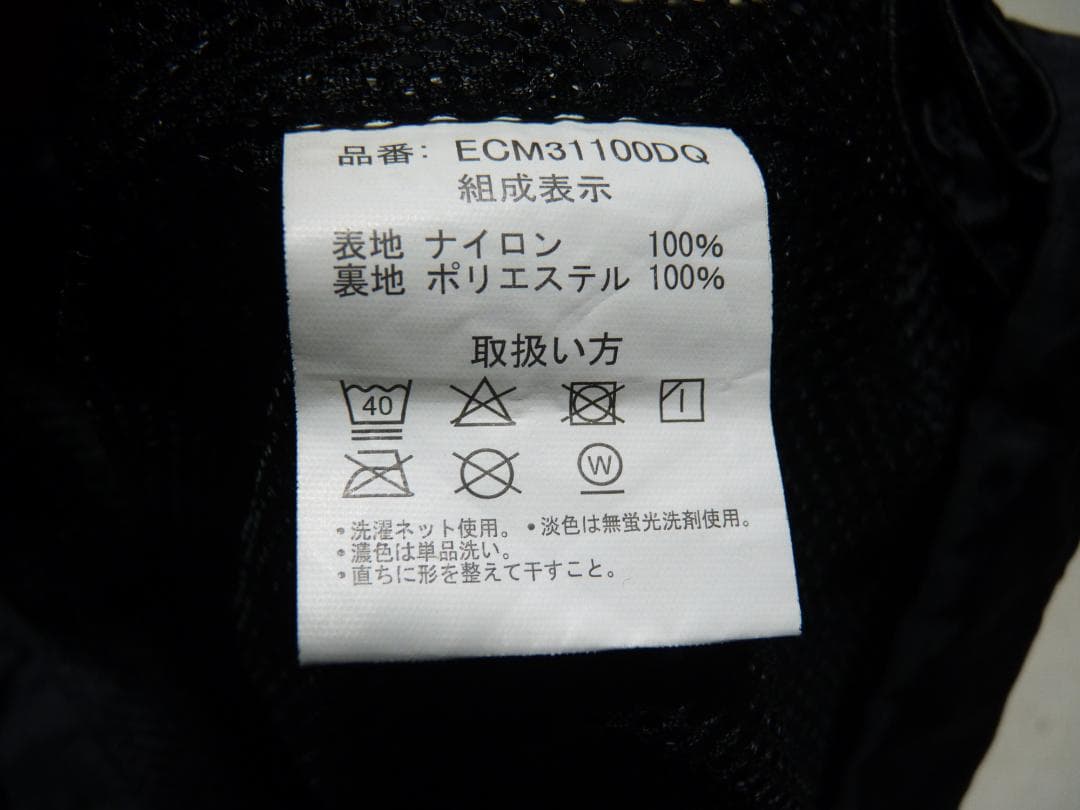 品番: ECM31100DQ
組成表示
表地 ナイロン 100%
裏地 ポリエステル 100%
取扱い方
40
W
・洗濯ネット使用。・淡色は無蛍光洗剤使用。
・濃色は単品洗い。
・直ちに形を整えて干すこと。